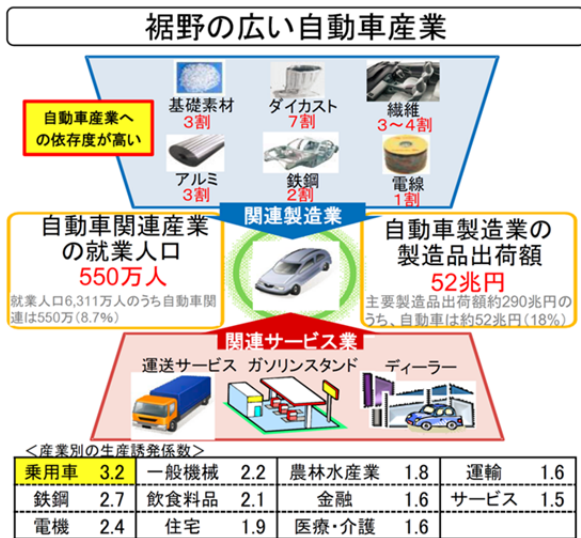 裾野の広い自動車産業
自動車産業へ
の依存度が高い
基礎素材
3割
ダイカスト
7割
繊維
3~4割
アルミ
3割
鉄鋼
2割
電線
1割
関連製造業
自動車関連産業
の就業人口
550万人
就業人口6,311万人のうち自動車関
連は550万(8.7%)
自動車製造業の
製造品出荷額
52兆円
主要製造品出荷額約290兆円の
うち、自動車は約52兆円(18%)
関連サービス業
運送サービス ガソリンスタンド ディーラー
<産業別の生産誘発係数>
乗用車 3.2 一般機械 2.2 農林水産業 1.8 運輸 1.6
鉄鋼 2.7 飲食料品 2.1 金融 1.6 サービス 1.5
電機 2.4 住宅 1.9 医療・介護 1.6